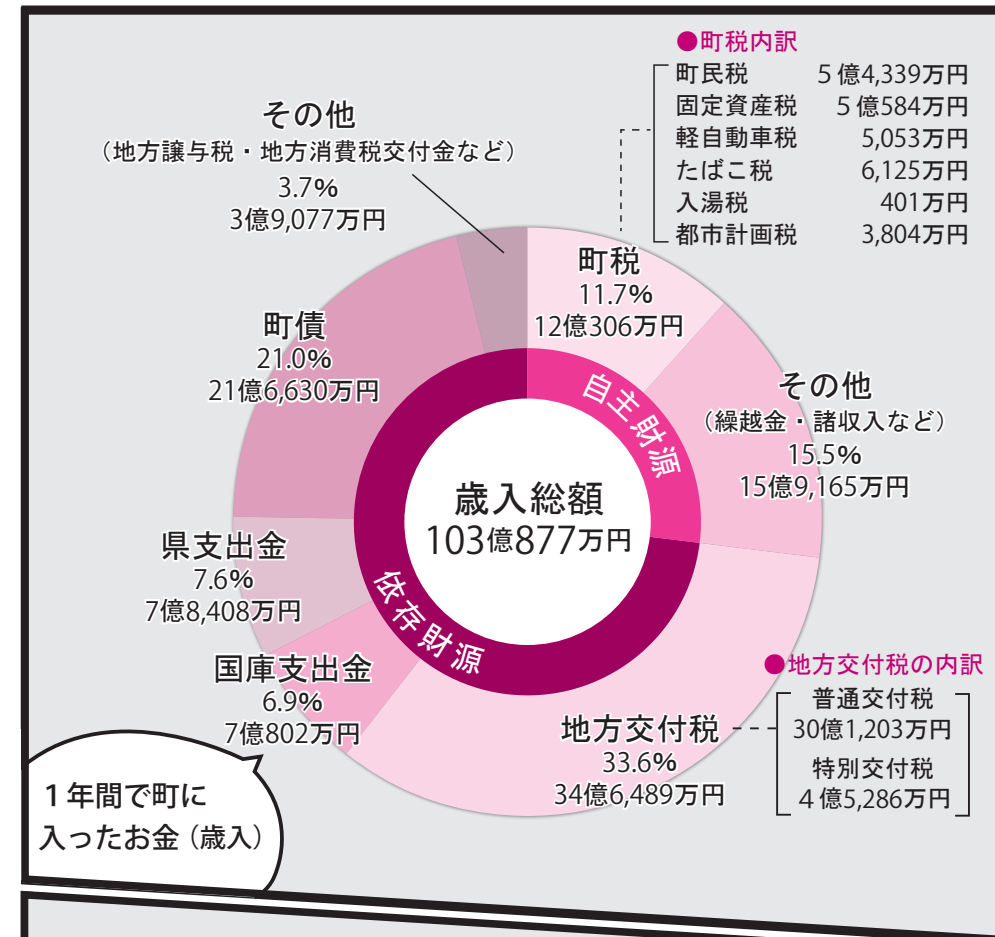 ●町税内訳
町民税 5億4,339万円
固定資産税 5億584万円
軽自動車税 5,053万円
たばこ税 6,125万円
入湯税 401万円
都市計画税 3,804万円
その他
(地方譲与税・地方消費税交付金など)
3.7%
3億9,077万円
町税
11.7%
12億306万円
町債
21.0%
21億6,630万円
その他
(繰越金・諸収入など)
15.5%
15億9,165万円
自主財源
歳入総額
103億877万円
依存財源
県支出金
7.6%
7億8,408万円
国庫支出金
6.9%
7億802万円
地方交付税
33.6%
34億6,489万円
●地方交付税の内訳
普通交付税
30億1,203万円
特別交付税
4億5,286万円
1年間で町に
入ったお金(歳入)